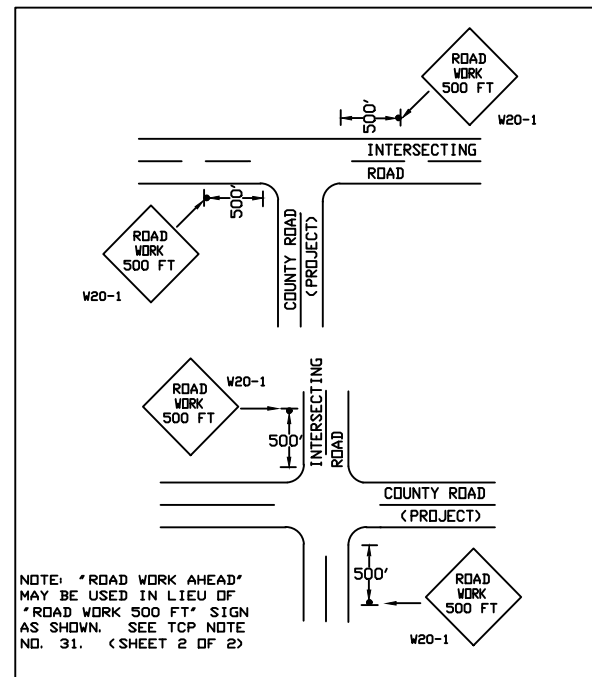 ROAD
WORK
500 FT
W20-1
500'
INTERSECTING
ROAD
500'
ROAD
WORK
500 FT
W20-1
COUNTY ROAD
(PROJECT)
ROAD
WORK
500 FT
W20-1
500'
INTERSECTING
ROAD
COUNTY ROAD
(PROJECT)
500'
ROAD
WORK
500 FT
W20-1
NOTE: "ROAD WORK AHEAD"
MAY BE USED IN LIEU OF
"ROAD WORK 500 FT" SIGN
AS SHOWN. SEE TCP NOTE
NO. 31. (SHEET 2 OF 2)